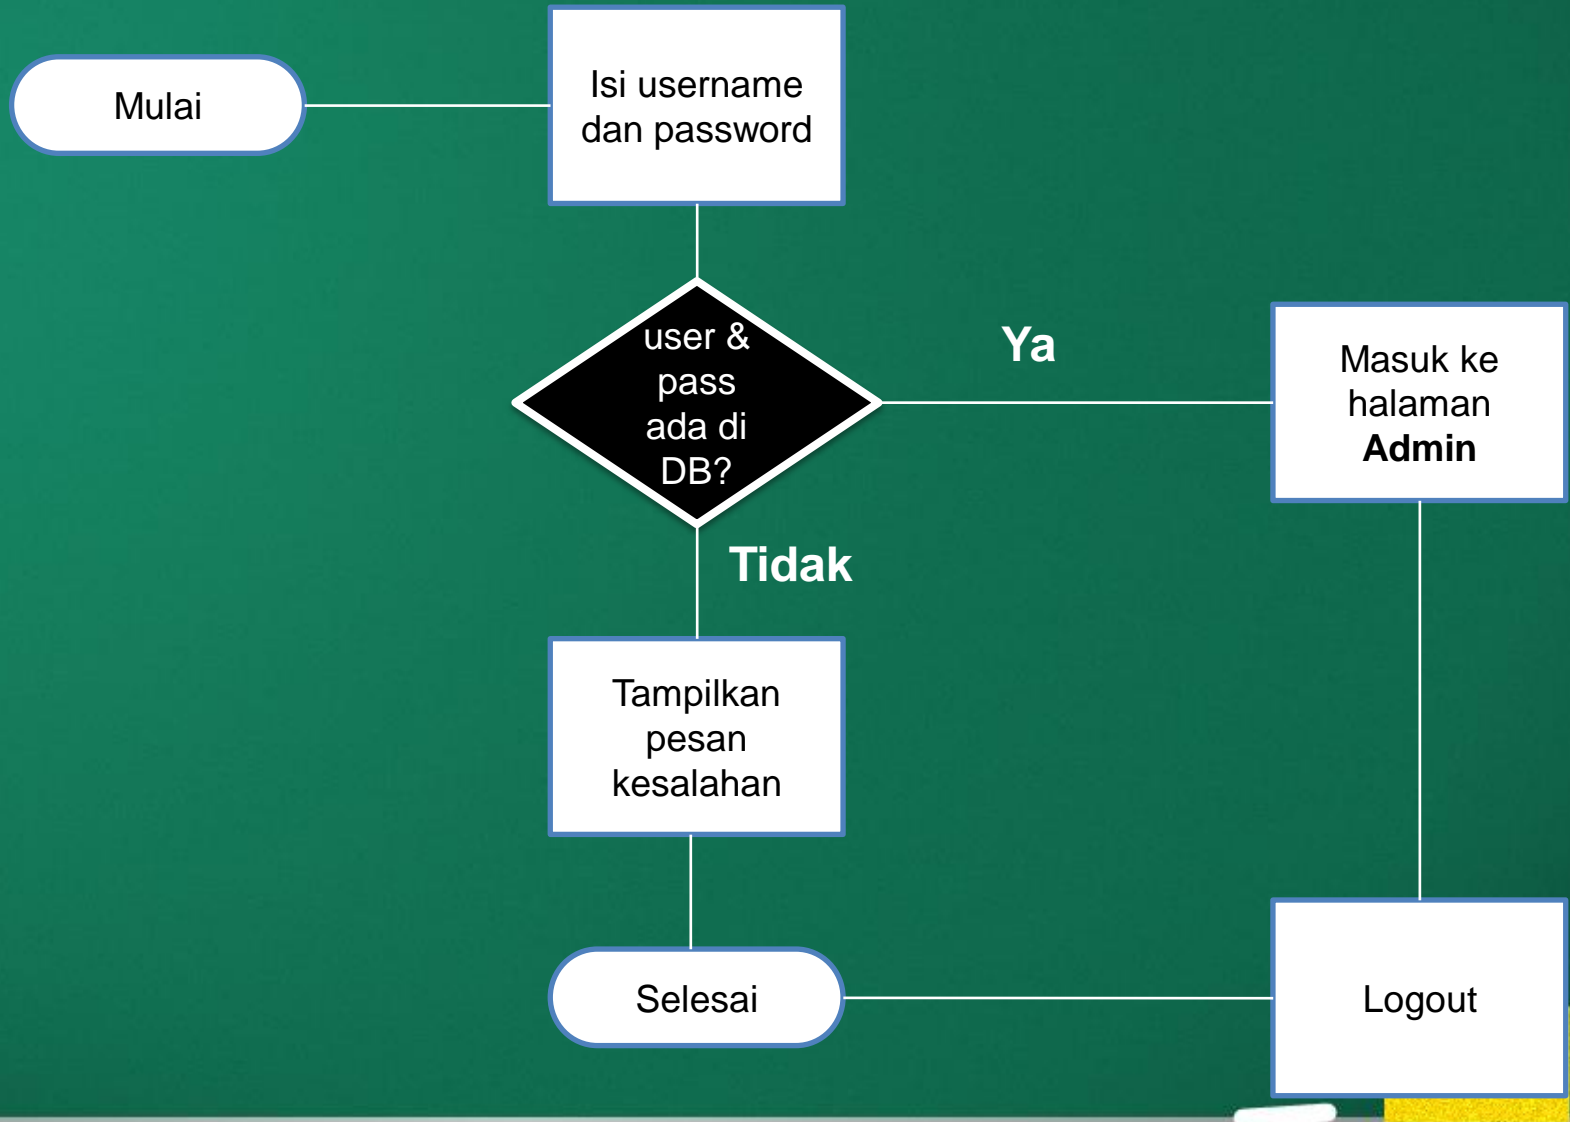 Mulai
Isi username
dan password
user &
pass
ada di
DB?
Ya
Masuk ke
halaman
Admin
Tidak
Tampilkan
pesan
kesalahan
Selesai
Logout